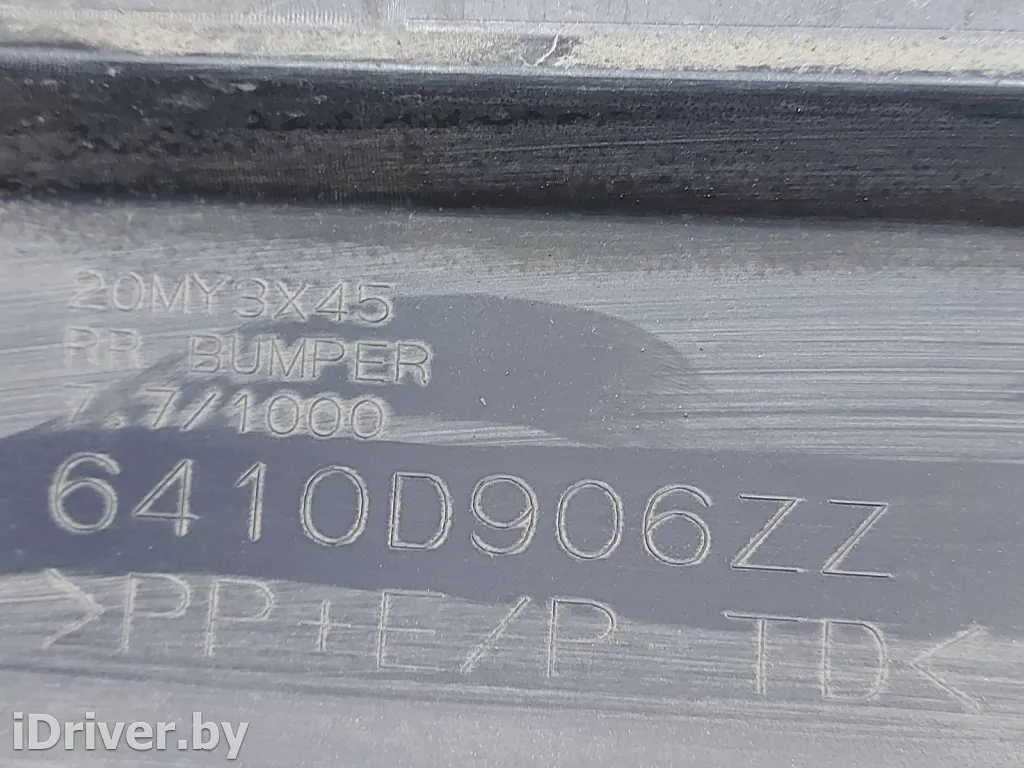 20MY3X45
RR BUMPER
7.7/1000
6410D906ZZ
>PP+E/P TD<
iDriver.by